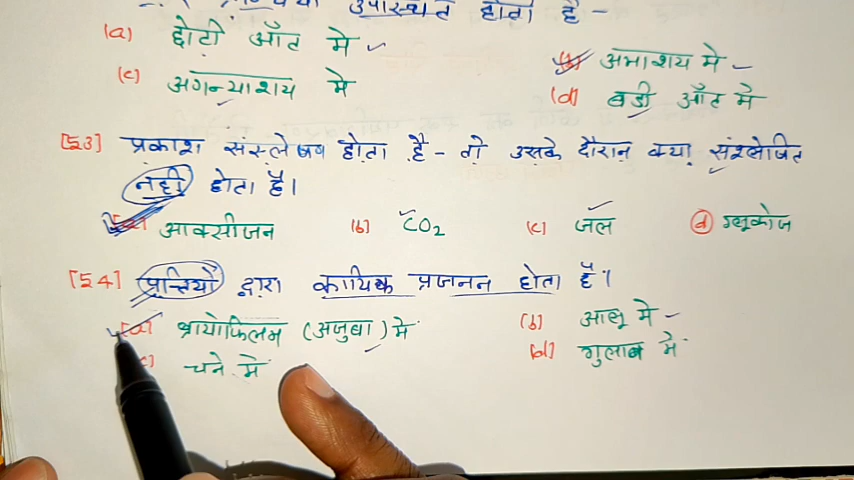 उपस्थित होता है -
(a) छोटी आँत में
(b) अमाशय में
(c) अगन्याशय में
(d) बडी आँत में
[53] प्रकाश संस्लेषण होता है - तो उसके दौरान क्या संश्लेषित
नहीं होता है।
(a) आक्सीजन (b) CO₂ (c) जल (d) ग्लूकोज
[54] पत्तियों द्वारा कायिक प्रजनन होता है।
(a) ब्रायोफिलम (अजुबा) में (b) आलू में
(c) चने में (d) गुलाब में